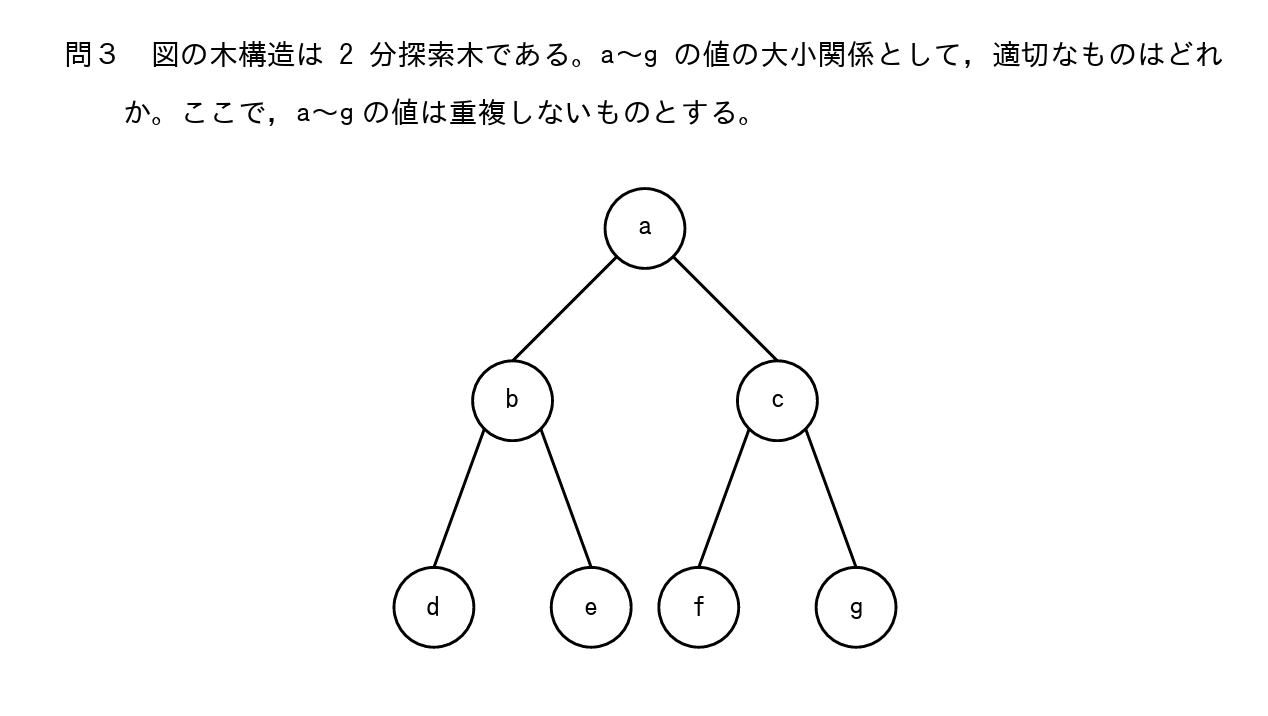 問３ 図の木構造は 2 分探索木である。a～g の値の大小関係として，適切なものはどれ
か。ここで，a～g の値は重複しないものとする。
a
b c
d e f g